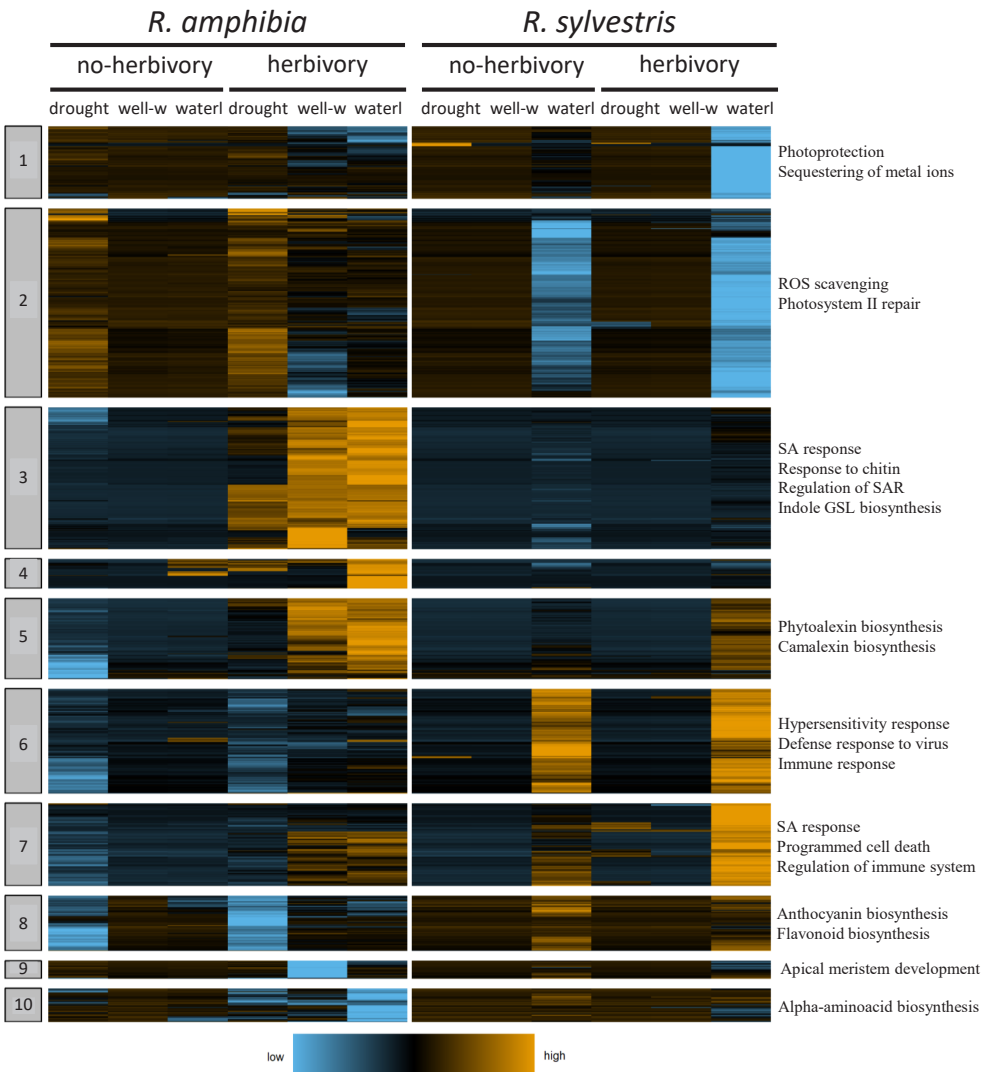 R. amphibia R. sylvestris
no-herbivory herbivory no-herbivory herbivory
drought well-w waterl drought well-w waterl drought well-w waterl drought well-w waterl
1
Photoprotection
Sequestering of metal ions
2
ROS scavenging
Photosystem II repair
3
SA response
Response to chitin
Regulation of SAR
Indole GSL biosynthesis
4
5
Phytoalexin biosynthesis
Camalexin biosynthesis
6
Hypersensitivity response
Defense response to virus
Immune response
7
SA response
Programmed cell death
Regulation of immune system
8
Anthocyanin biosynthesis
Flavonoid biosynthesis
9 Apical meristem development
10 Alpha-aminoacid biosynthesis
low high